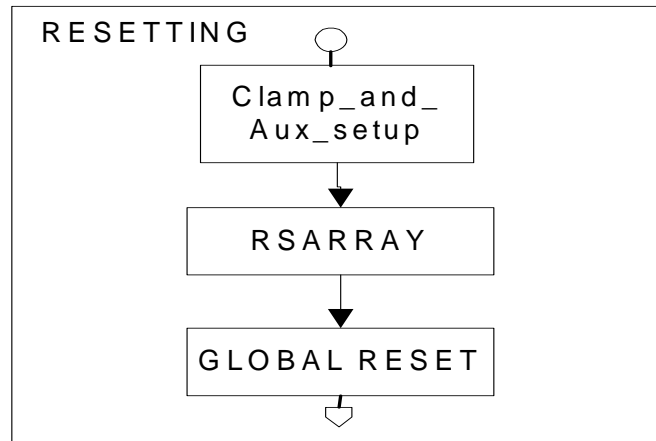 RESETTING
Clamp_and_
Aux_setup
RSARRAY
GLOBAL RESET